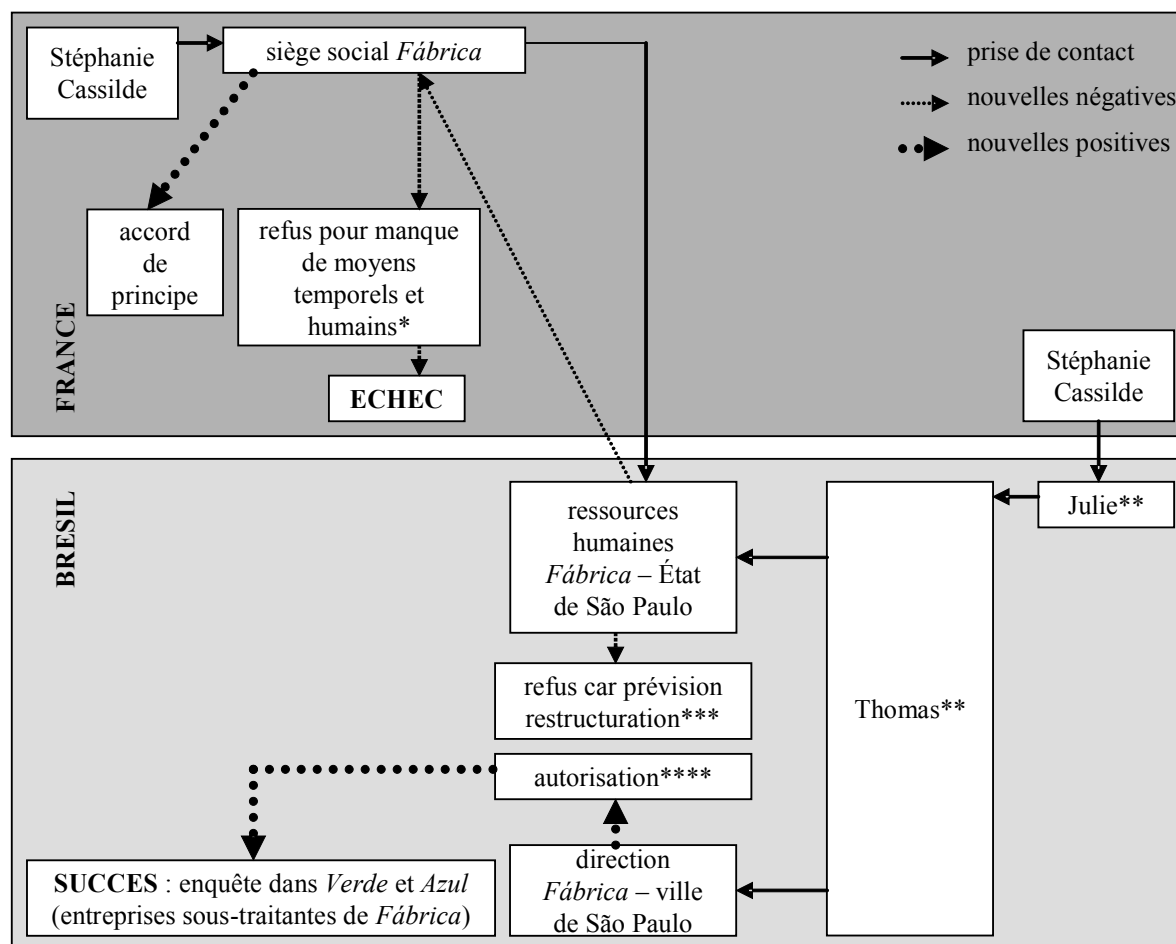 Stéphanie
Cassilde
siège social Fábrica
prise de contact
nouvelles négatives
nouvelles positives
accord
de
principe
refus pour manque
de moyens
temporels et
humains*
ECHEC
FRANCE
Stéphanie
Cassilde
BRESIL
Julie**
ressources
humaines
Fábrica – État
de São Paulo
refus car prévision
restructuration***
Thomas**
autorisation****
direction
Fábrica – ville
de São Paulo
SUCCES : enquête dans Verde et Azul
(entreprises sous-traitantes de Fábrica)